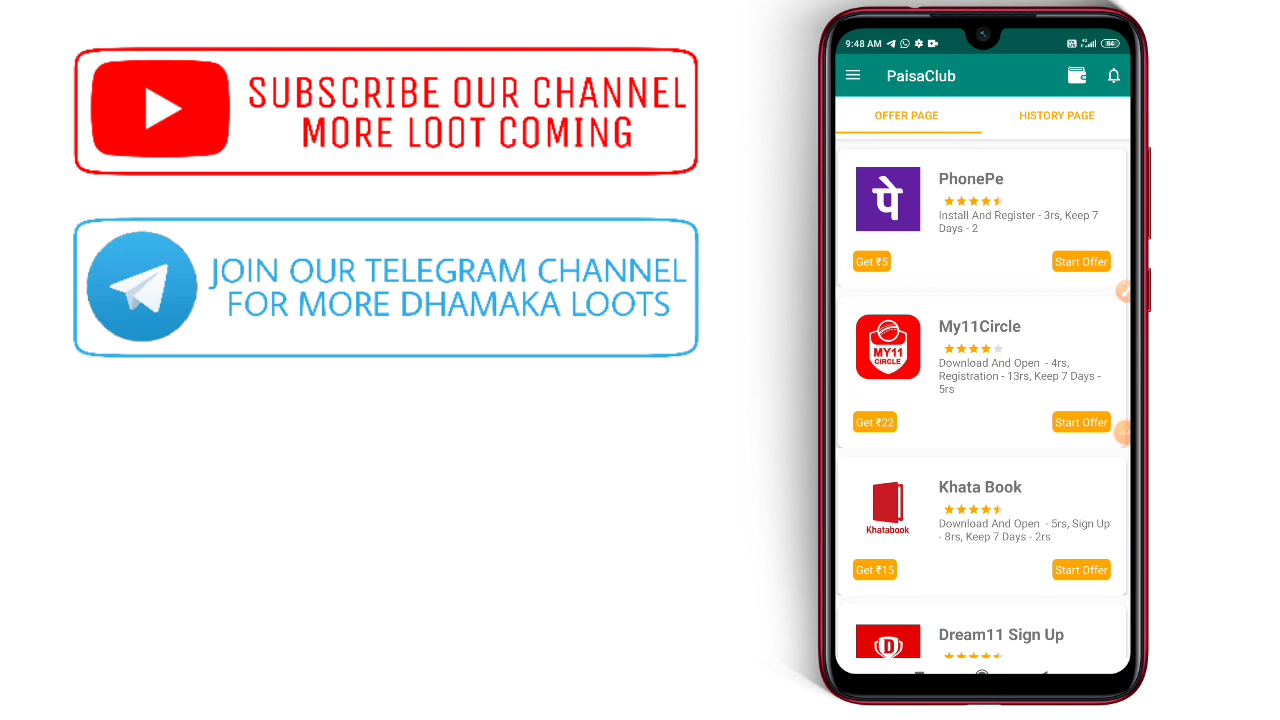 SUBSCRIBE OUR CHANNEL
MORE LOOT COMING
JOIN OUR TELEGRAM CHANNEL
FOR MORE DHAMAKA LOOTS
9:48 AM
84
PaisaClub
OFFER PAGE
HISTORY PAGE
पे
PhonePe
Install And Register - 3rs, Keep 7
Days - 2
Get ₹5
Start Offer
MY11
CIRCLE
My11Circle
Download And Open  - 4rs,
Registration - 13rs, Keep 7 Days -
5rs
Get ₹22
Start Offer
Khatabook
Khata Book
Download And Open  - 5rs, Sign Up
- 8rs, Keep 7 Days - 2rs
Get ₹15
Start Offer
D
Dream11 Sign Up